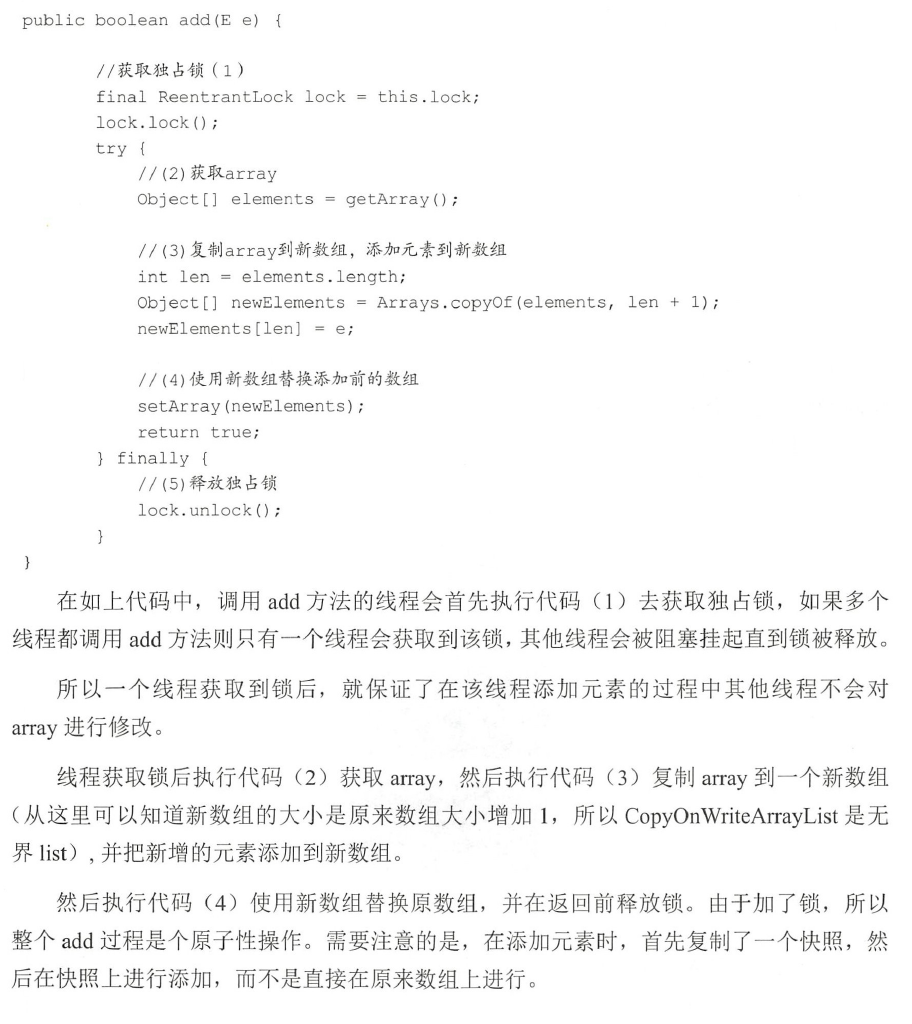 public boolean add(E e) {
//获取独占锁（1）
final ReentrantLock lock = this.lock;
lock.lock();
try {
//(2)获取array
Object[] elements = getArray();
//(3)复制array到新数组，添加元素到新数组
int len = elements.length;
Object[] newElements = Arrays.copyOf(elements, len + 1);
newElements[len] = e;
//(4)使用新数组替换添加前的数组
setArray(newElements);
return true;
} finally {
//(5)释放独占锁
lock.unlock();
}
}
在如上代码中，调用 add 方法的线程会首先执行代码（1）去获取独占锁，如果多个
线程都调用 add 方法则只有一个线程会获取到该锁，其他线程会被阻塞挂起直到锁被释放。
所以一个线程获取到锁后，就保证了在该线程添加元素的过程中其他线程不会对
array 进行修改。
线程获取锁后执行代码（2）获取 array，然后执行代码（3）复制 array 到一个新数组
（从这里可以知道新数组的大小是原来数组大小增加 1，所以 CopyOnWriteArrayList 是无
界 list）,并把新增的元素添加到新数组。
然后执行代码（4）使用新数组替换原数组，并在返回前释放锁。由于加了锁，所以
整个 add 过程是个原子性操作。需要注意的是，在添加元素时，首先复制了一个快照，然
后在快照上进行添加，而不是直接在原来数组上进行。